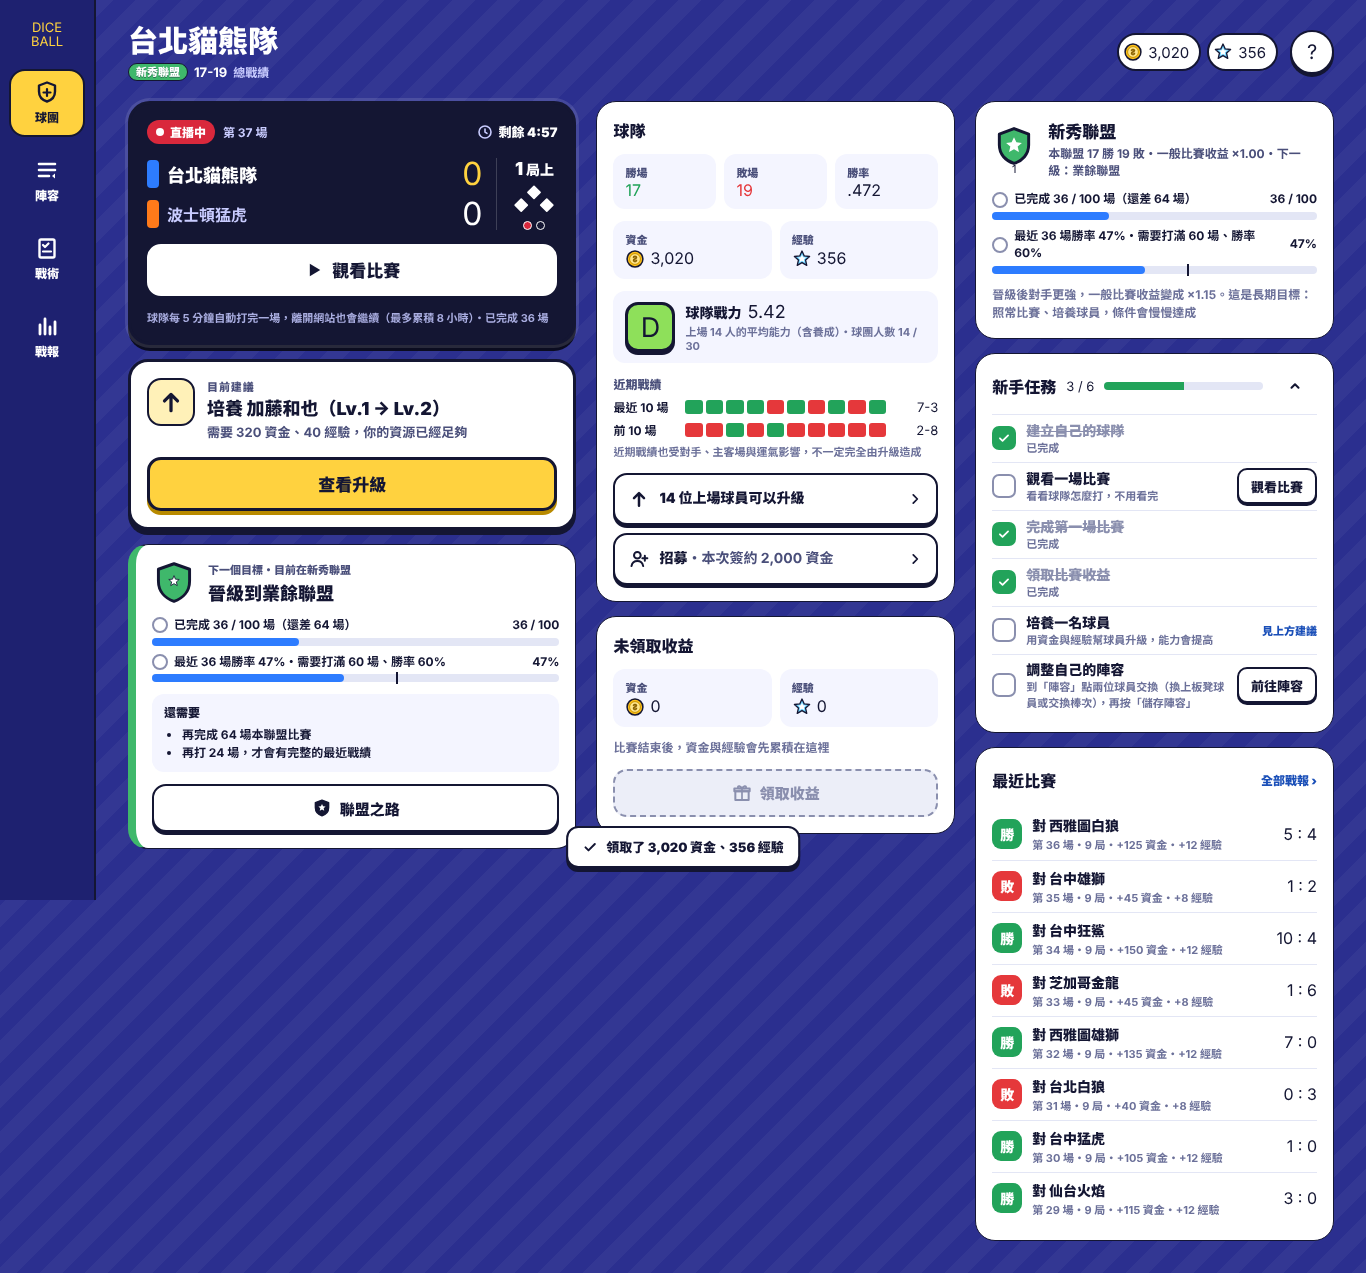 DICE
BALL
球團
陣容
戰術
戰報
台北貓熊隊
新秀聯盟 17-19 總戰績
3,020
356
?
直播中 第 37 場 剩餘 4:57
台北貓熊隊 0
波士頓猛虎 0
1局上
觀看比賽
球隊每 5 分鐘自動打完一場，離開網站也會繼續（最多累積 8 小時）・已完成 36 場
目前建議
培養 加藤和也（Lv.1 → Lv.2）
需要 320 資金、40 經驗，你的資源已經足夠
查看升級
下一個目標・目前在新秀聯盟
晉級到業餘聯盟
已完成 36 / 100 場（還差 64 場） 36 / 100
最近 36 場勝率 47%・需要打滿 60 場、勝率 60% 47%
還需要
再完成 64 場本聯盟比賽
再打 24 場，才會有完整的最近戰績
聯盟之路
球隊
勝場 敗場 勝率
17 19 .472
資金 經驗
3,020 356
D
球隊戰力 5.42
上場 14 人的平均能力（含養成）・球團人數 14 /
30
近期戰績
最近 10 場 7-3
前 10 場 2-8
近期戰績也受對手、主客場與運氣影響，不一定完全由升級造成
14 位上場球員可以升級
招募・本次簽約 2,000 資金
未領取收益
資金 經驗
0 0
比賽結束後，資金與經驗會先累積在這裡
領取收益
領取了 3,020 資金、356 經驗
新秀聯盟
1
本聯盟 17 勝 19 敗・一般比賽收益 ×1.00・下一
級：業餘聯盟
已完成 36 / 100 場（還差 64 場） 36 / 100
最近 36 場勝率 47%・需要打滿 60 場、勝率
60%
47%
晉級後對手更強，一般比賽收益變成 ×1.15。這是長期目標：
照常比賽、培養球員，條件會慢慢達成
新手任務 3 / 6
建立自己的球隊
已完成
觀看一場比賽
看看球隊怎麼打，不用看完
觀看比賽
完成第一場比賽
已完成
領取比賽收益
已完成
培養一名球員
用資金與經驗幫球員升級，能力會提高
見上方建議
調整自己的陣容
到「陣容」點兩位球員交換（換上板凳球
員或交換棒次），再按「儲存陣容」
前往陣容
最近比賽 全部戰報 ›
勝 對 西雅圖白狼 5 : 4
第 36 場・9 局・+125 資金・+12 經驗
敗 對 台中雄獅 1 : 2
第 35 場・9 局・+45 資金・+8 經驗
勝 對 台中狂鯊 10 : 4
第 34 場・9 局・+150 資金・+12 經驗
敗 對 芝加哥金龍 1 : 6
第 33 場・9 局・+45 資金・+8 經驗
勝 對 西雅圖雄獅 7 : 0
第 32 場・9 局・+135 資金・+12 經驗
敗 對 台北白狼 0 : 3
第 31 場・9 局・+40 資金・+8 經驗
勝 對 台中猛虎 1 : 0
第 30 場・9 局・+105 資金・+12 經驗
勝 對 仙台火焰 3 : 0
第 29 場・9 局・+115 資金・+12 經驗